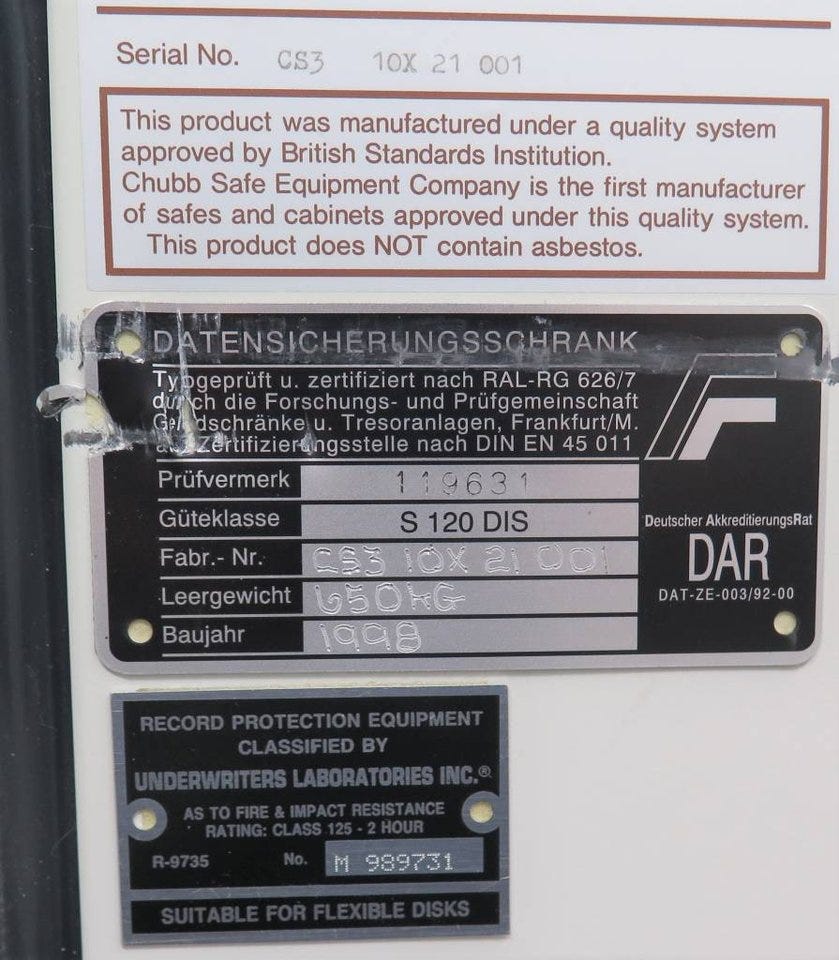 Serial No. CS3 10X 21 001
This product was manufactured under a quality system
approved by British Standards Institution.
Chubb Safe Equipment Company is the first manufacturer
of safes and cabinets approved under this quality system.
This product does NOT contain asbestos.
DATENSICHERUNGSSCHRANK
Typgeprüft u. zertifiziert nach RAL-RG 626/7
durch die Forschungs- und Prüfgemeinschaft
Geldschränke u. Tresoranlagen, Frankfurt/M.
als Zertifizierungsstelle nach DIN EN 45 011
Prüfvermerk 119631
Güteklasse S 120 DIS
Fabr.- Nr. CS3 10X 21 001
Leergewicht 650KG
Baujahr 1998
Deutscher AkkreditierungsRat
DAR
DAT-ZE-003/92-00
RECORD PROTECTION EQUIPMENT
CLASSIFIED BY
UNDERWRITERS LABORATORIES INC.®
AS TO FIRE & IMPACT RESISTANCE
RATING: CLASS 125 - 2 HOUR
R-9735 No. M 989731
SUITABLE FOR FLEXIBLE DISKS